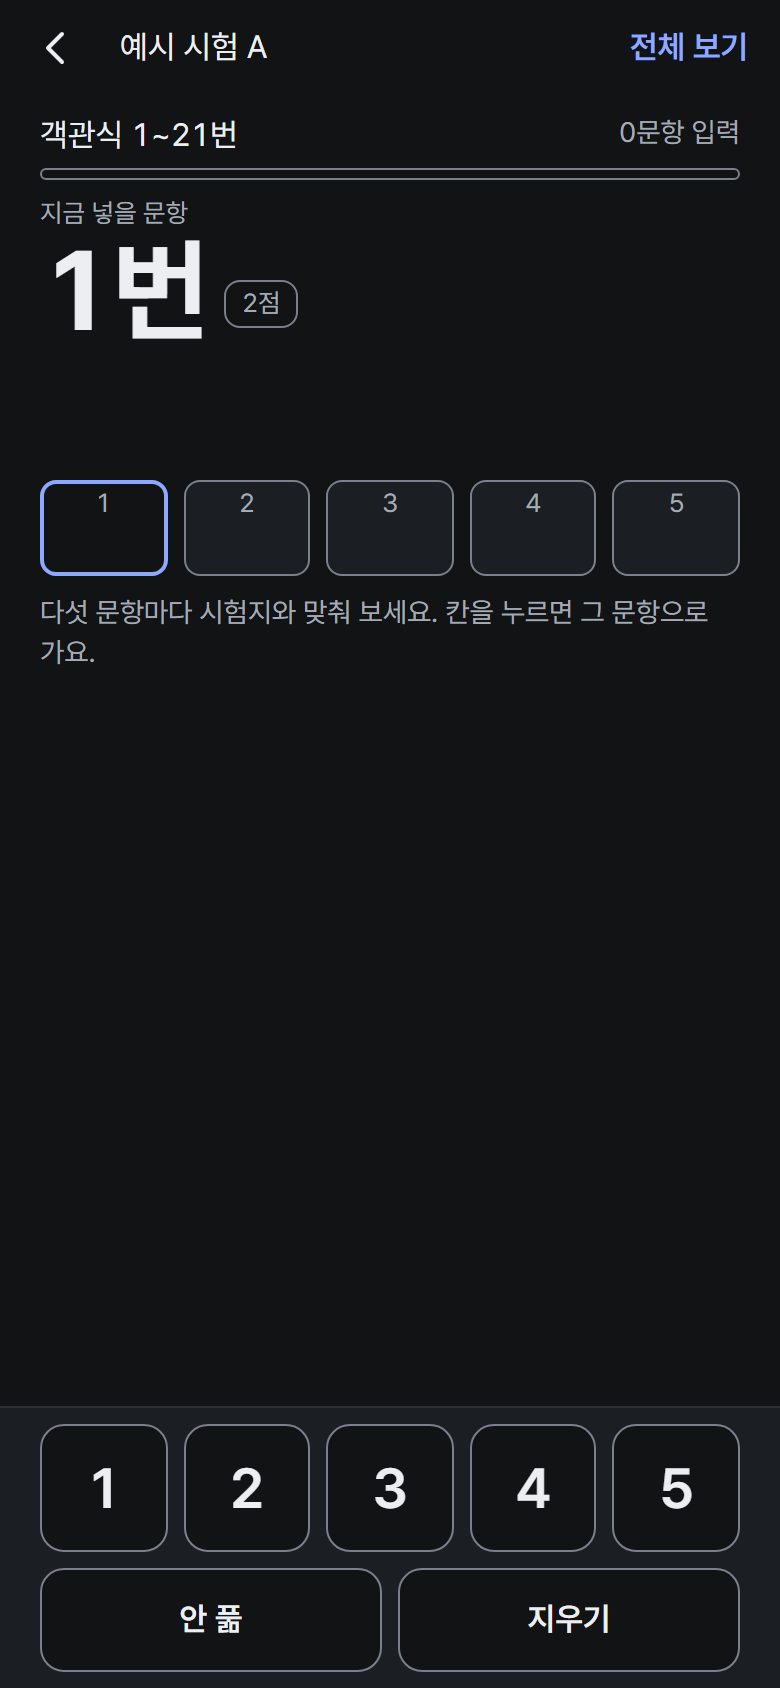 예시 시험 A
전체 보기
객관식 1~21번
0문항 입력
지금 넣을 문항
1번
2점
1
2
3
4
5
다섯 문항마다 시험지와 맞춰 보세요. 칸을 누르면 그 문항으로
가요.
1
2
3
4
5
안 풂
지우기